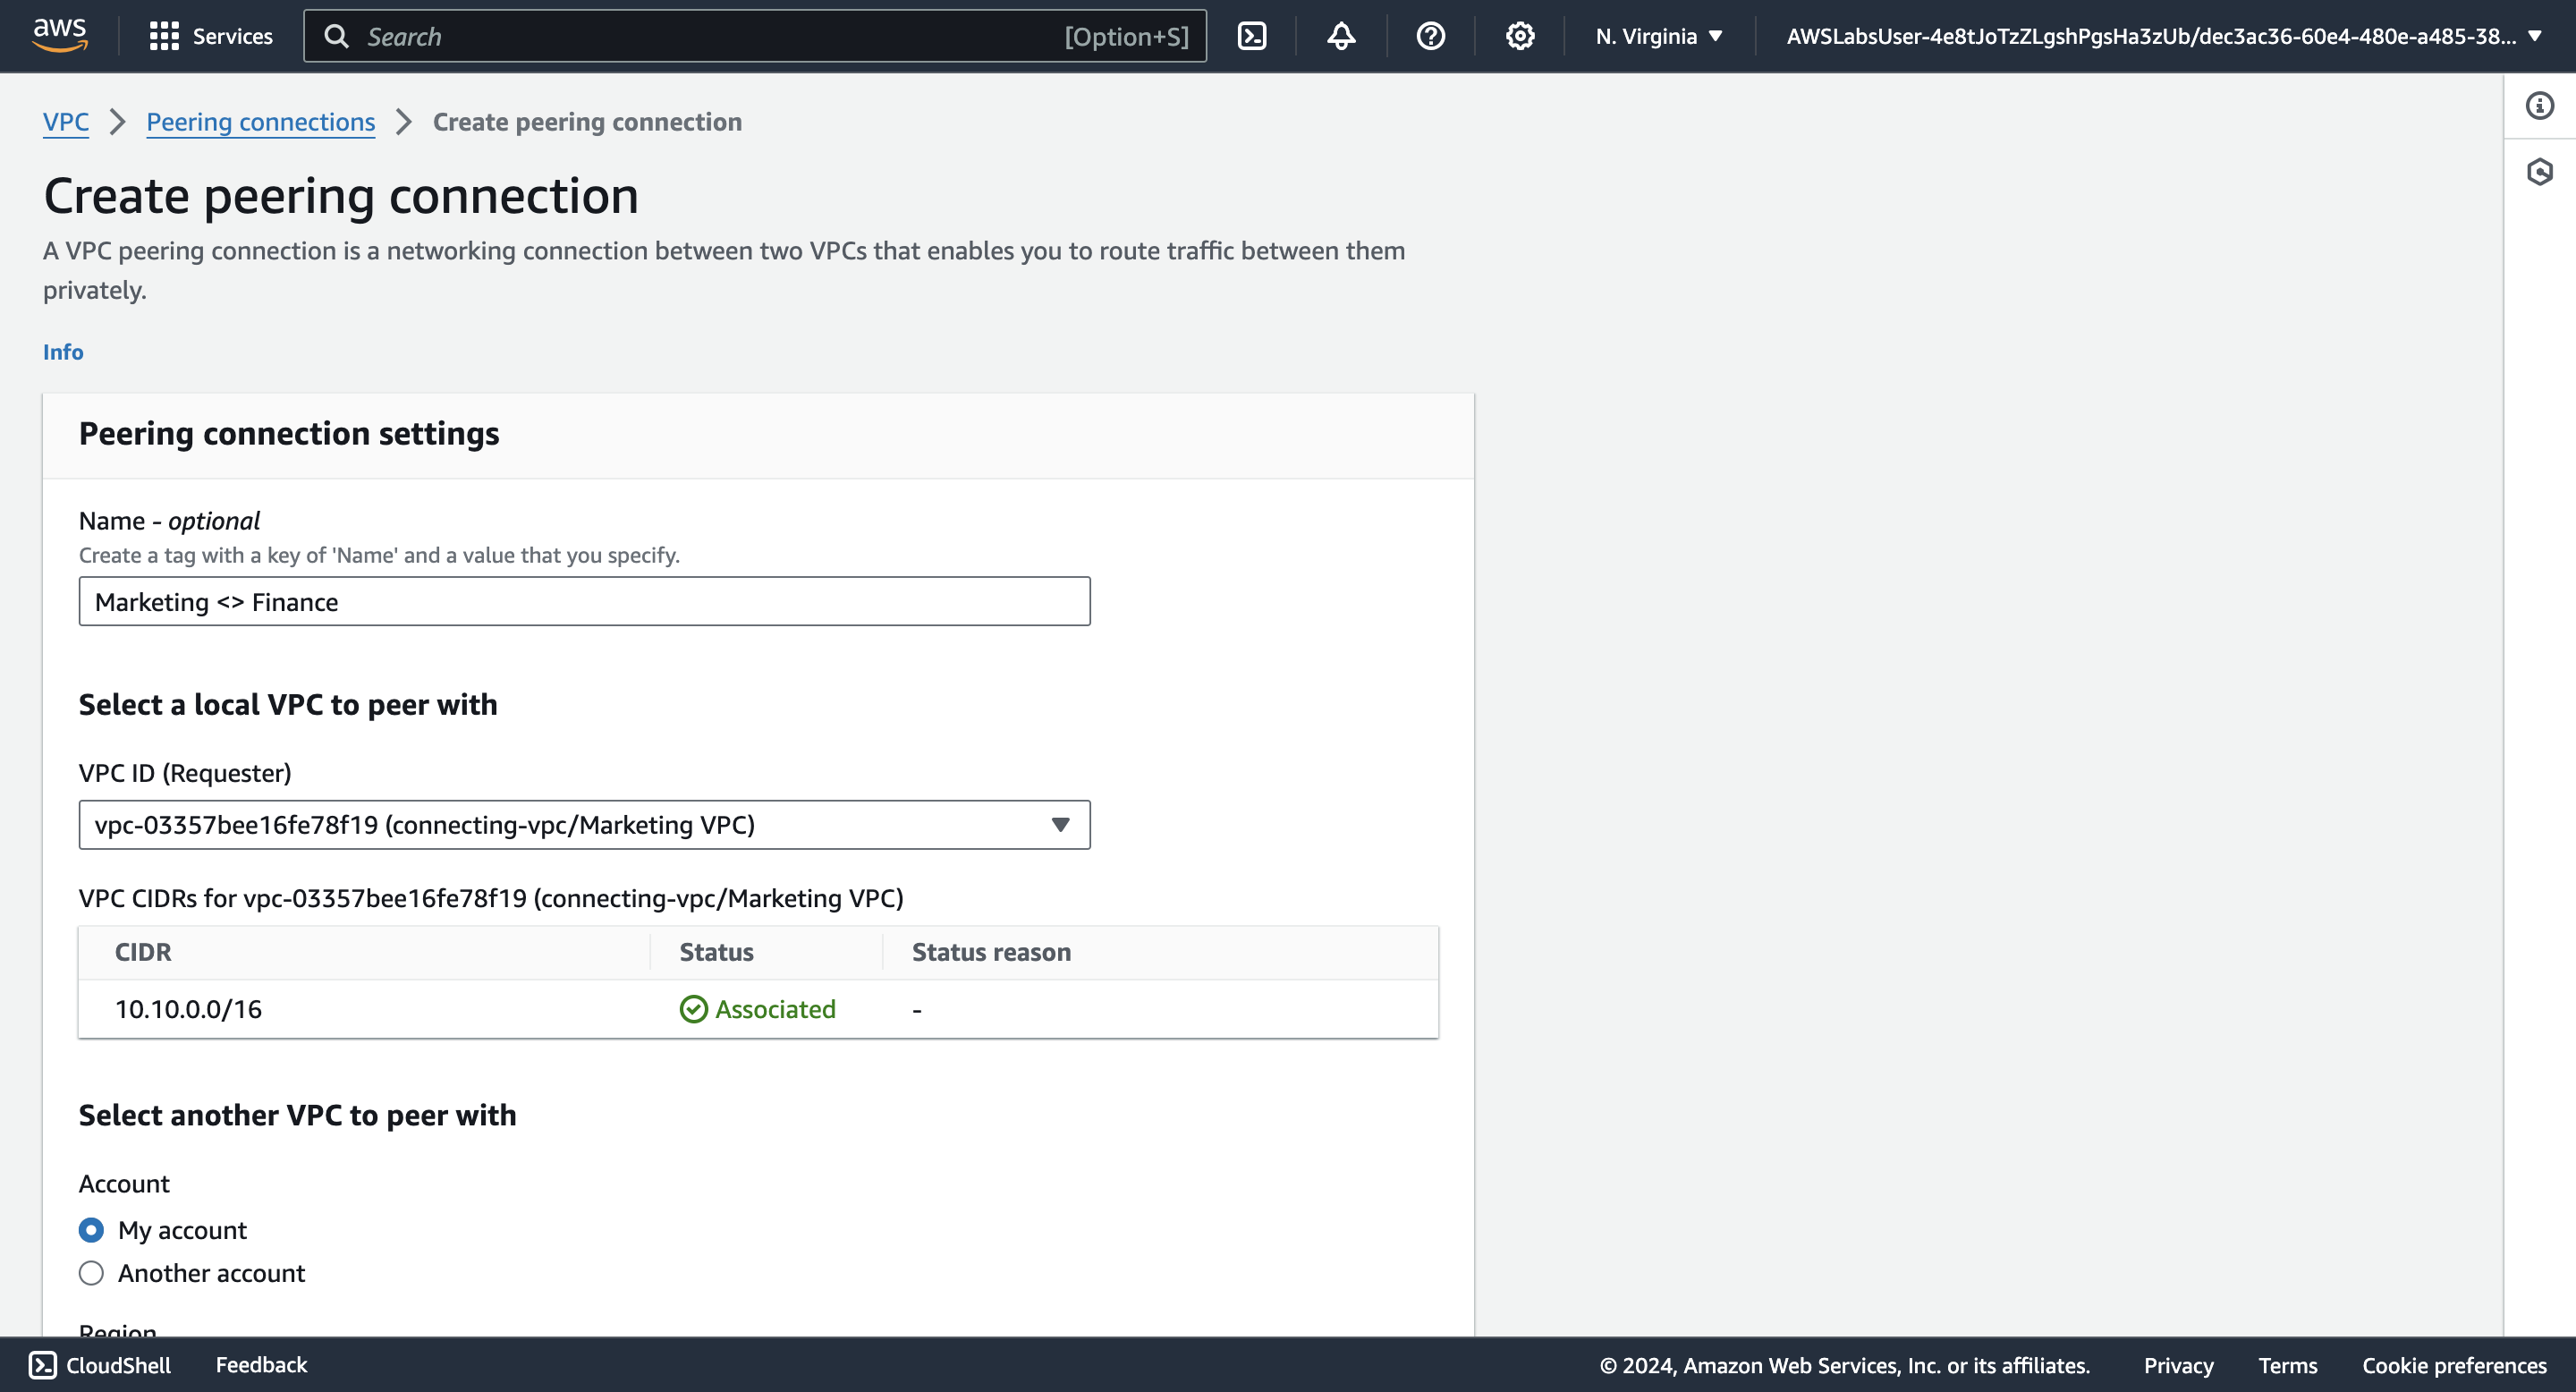 aws
Services
Search
[Option+S]
N. Virginia
AWSLabsUser-4e8tJoTzZLgshPgsHa3zUb/dec3ac36-60e4-480e-a485-38...
VPC
Peering connections
Create peering connection
Create peering connection
A VPC peering connection is a networking connection between two VPCs that enables you to route traffic between them
privately.
Info
Peering connection settings
Name - optional
Create a tag with a key of 'Name' and a value that you specify.
Marketing <> Finance
Select a local VPC to peer with
VPC ID (Requester)
vpc-03357bee16fe78f19 (connecting-vpc/Marketing VPC)
VPC CIDRs for vpc-03357bee16fe78f19 (connecting-vpc/Marketing VPC)
CIDR
Status
Status reason
10.10.0.0/16
Associated
-
Select another VPC to peer with
Account
My account
Another account
Region
CloudShell
Feedback
© 2024, Amazon Web Services, Inc. or its affiliates.
Privacy
Terms
Cookie preferences